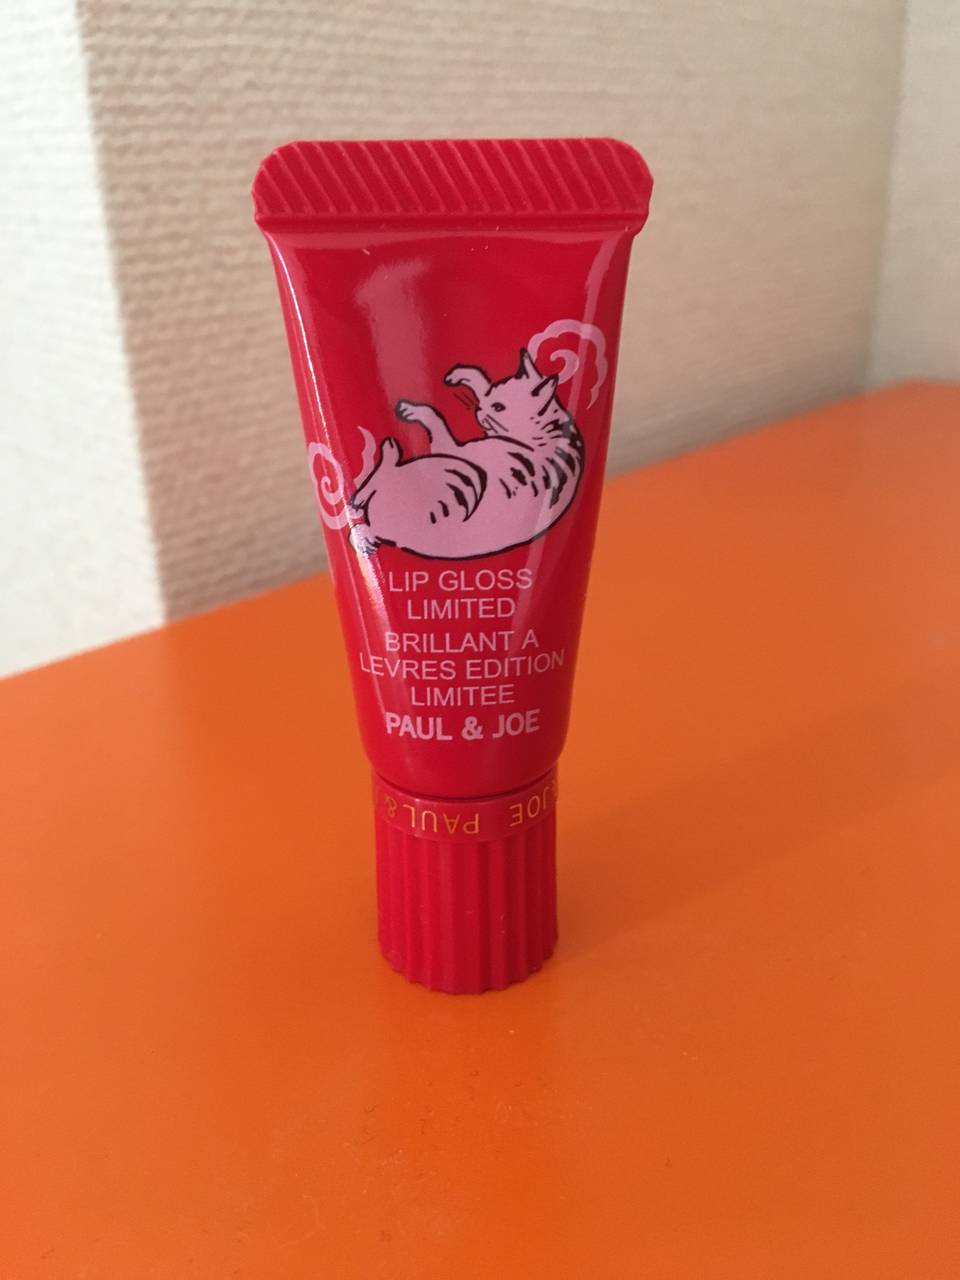 LIP GLOSS
LIMITED
BRILLANT A
LEVRES EDITION
LIMITEE
PAUL & JOE
JOE PAUL &